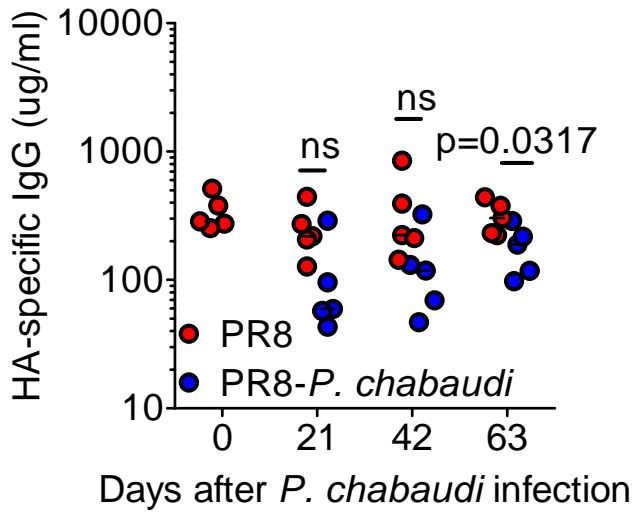 HA-specific IgG (ug/ml)
10000
1000
100
10
ns
ns
p=0.0317
PR8
PR8-P. chabaudi
0 21 42 63
Days after P. chabaudi infection